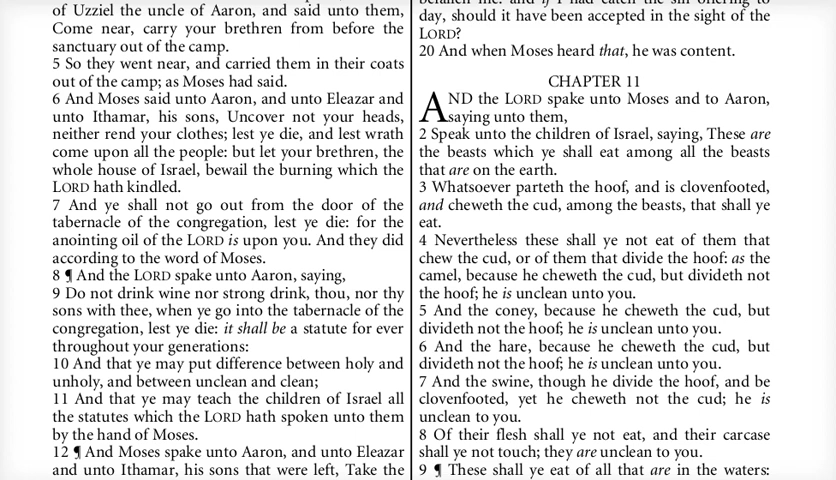 of Uzziel the uncle of Aaron, and said unto them,
Come near, carry your brethren from before the
sanctuary out of the camp.
5 So they went near, and carried them in their coats
out of the camp; as Moses had said.
6 And Moses said unto Aaron, and unto Eleazar and
unto Ithamar, his sons, Uncover not your heads,
neither rend your clothes; lest ye die, and lest wrath
come upon all the people: but let your brethren, the
whole house of Israel, bewail the burning which the
LORD hath kindled.
7 And ye shall not go out from the door of the
tabernacle of the congregation, lest ye die: for the
anointing oil of the LORD is upon you. And they did
according to the word of Moses.
8 ¶ And the LORD spake unto Aaron, saying,
9 Do not drink wine nor strong drink, thou, nor thy
sons with thee, when ye go into the tabernacle of the
congregation, lest ye die: it shall be a statute for ever
throughout your generations:
10 And that ye may put difference between holy and
unholy, and between unclean and clean;
11 And that ye may teach the children of Israel all
the statutes which the LORD hath spoken unto them
by the hand of Moses.
12 ¶ And Moses spake unto Aaron, and unto Eleazar
and unto Ithamar, his sons that were left, Take the
befallen me: and if I had eaten the sin offering to
day, should it have been accepted in the sight of the
LORD?
20 And when Moses heard that, he was content.
CHAPTER 11
AND the LORD spake unto Moses and to Aaron,
saying unto them,
2 Speak unto the children of Israel, saying, These are
the beasts which ye shall eat among all the beasts
that are on the earth.
3 Whatsoever parteth the hoof, and is clovenfooted,
and cheweth the cud, among the beasts, that shall ye
eat.
4 Nevertheless these shall ye not eat of them that
chew the cud, or of them that divide the hoof: as the
camel, because he cheweth the cud, but divideth not
the hoof; he is unclean unto you.
5 And the coney, because he cheweth the cud, but
divideth not the hoof; he is unclean unto you.
6 And the hare, because he cheweth the cud, but
divideth not the hoof; he is unclean unto you.
7 And the swine, though he divide the hoof, and be
clovenfooted, yet he cheweth not the cud; he is
unclean to you.
8 Of their flesh shall ye not eat, and their carcase
shall ye not touch; they are unclean to you.
9 ¶ These shall ye eat of all that are in the waters: